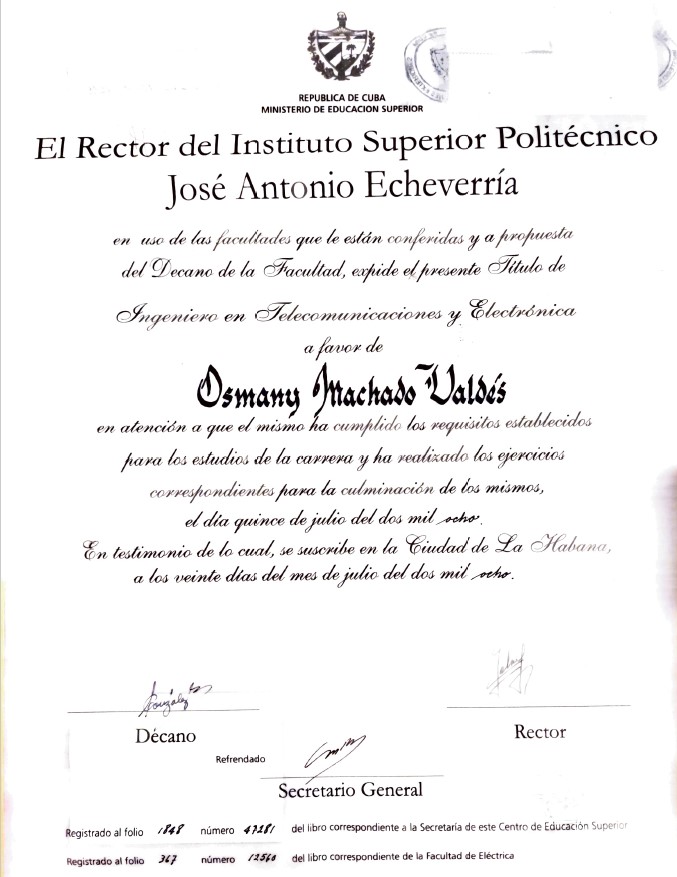 REPUBLICA DE CUBA
MINISTERIO DE EDUCACION SUPERIOR
El Rector del Instituto Superior Politécnico
José Antonio Echeverría
en uso de las facultades que le están conferidas y a propuesta
del Decano de la Facultad, expide el presente Título de
Ingeniero en Telecomunicaciones y Electrónica
a favor de
Osmany Machado Valdés
en atención a que el mismo ha cumplido los requisitos establecidos
para los estudios de la carrera y ha realizado los ejercicios
correspondientes para la culminación de los mismos,
el día quince de julio del dos mil ocho.
En testimonio de lo cual, se suscribe en la Ciudad de La Habana,
a los veinte días del mes de julio del dos mil ocho.
González
Décano
Rector
Refrendado
Secretario General
Registrado al folio 1848 número 47281 del libro correspondiente a la Secretaría de este Centro de Educación Superior
Registrado al folio 367 número 12560 del libro correspondiente de la Facultad de Eléctrica